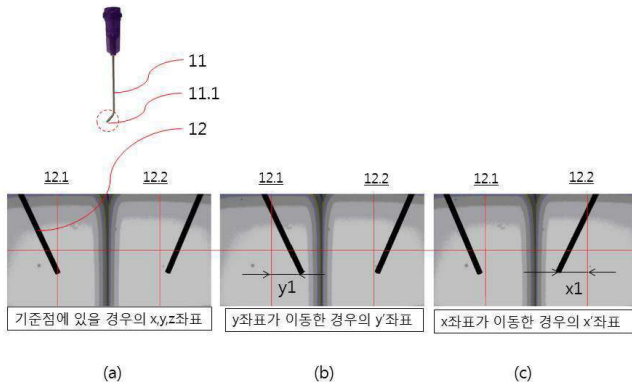 11
11.1
12
12.1 12.2 12.1 12.2 12.1 12.2
y1 x1
기준점에 있을 경우의 x,y,z좌표 y좌표가 이동한 경우의 y'좌표 x좌표가 이동한 경우의 x'좌표
(a) (b) (c)